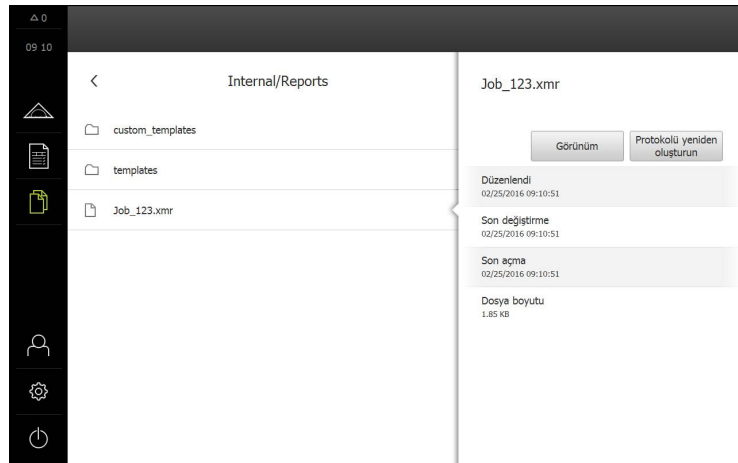 △ 0
09 10
Internal/Reports
custom_templates
templates
Job_123.xmr
Job_123.xmr
Görünüm
Protokolü yeniden
oluşturun
Düzenlendi
02/25/2016 09:10:51
Son değiştirme
02/25/2016 09:10:51
Son açma
02/25/2016 09:10:51
Dosya boyutu
1.85 KB